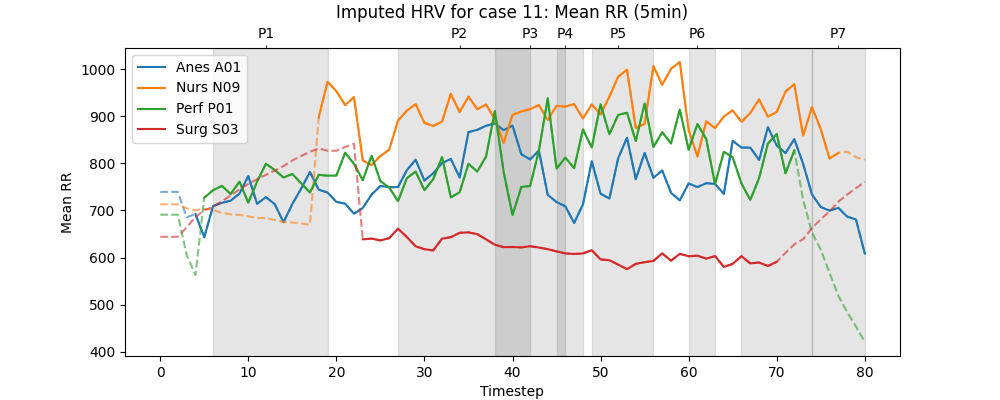 Imputed HRV for case 11: Mean RR (5min)
P1 P2 P3 P4 P5 P6 P7
Anes A01
Nurs N09
Perf P01
Surg S03
1000
900
800
700
600
500
400
Mean RR
0 10 20 30 40 50 60 70 80
Timestep